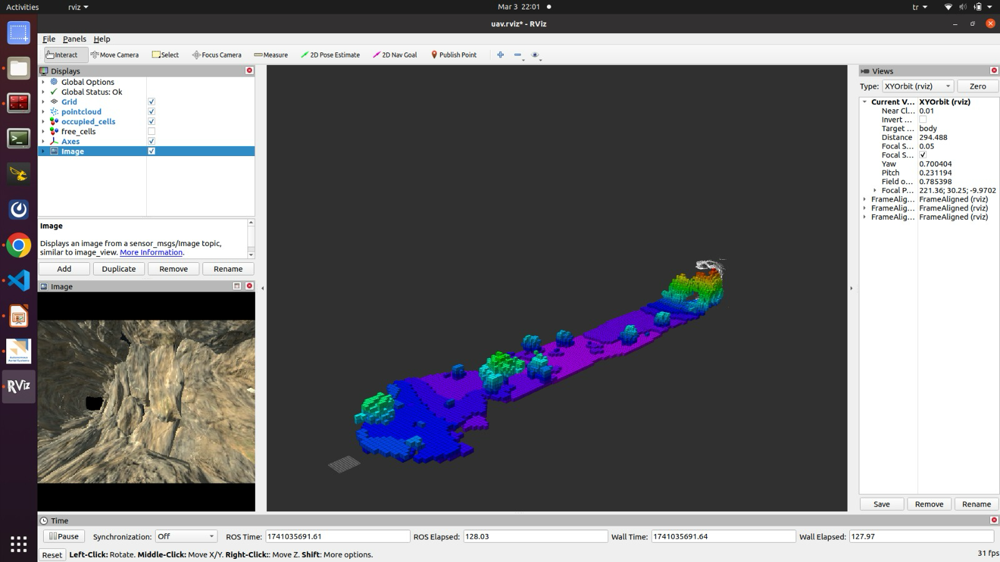 Activities rviz Mar 3 22:01 tr
uav.rviz* - RViz
File Panels Help
Interact Move Camera Select Focus Camera Measure 2D Pose Estimate 2D Nav Goal Publish Point
Displays
Global Options
Global Status: Ok
Grid
pointcloud
occupied_cells
free_cells
Axes
Image
Image
Displays an image from a sensor_msgs/Image topic,
similar to image_view. More Information.
Add Duplicate Remove Rename
Image
Views
Type: XYOrbit (rviz) Zero
Current V... XYOrbit (rviz)
Near Cl... 0.01
Invert ...
Target ... body
Distance 294.488
Focal S... 0.05
Focal S...
Yaw 0.700404
Pitch 0.231194
Field o... 0.785398
Focal P... 221.36; 30.25; -9.9702
FrameAlig... FrameAligned (rviz)
FrameAlig... FrameAligned (rviz)
FrameAlig... FrameAligned (rviz)
Save Remove Rename
RViz
Time
Pause Synchronization: Off ROS Time: 1741035691.61 ROS Elapsed: 128.03 Wall Time: 1741035691.64 Wall Elapsed: 127.97
Reset Left-Click: Rotate. Middle-Click: Move X/Y. Right-Click:: Move Z. Shift: More options. 31 fps